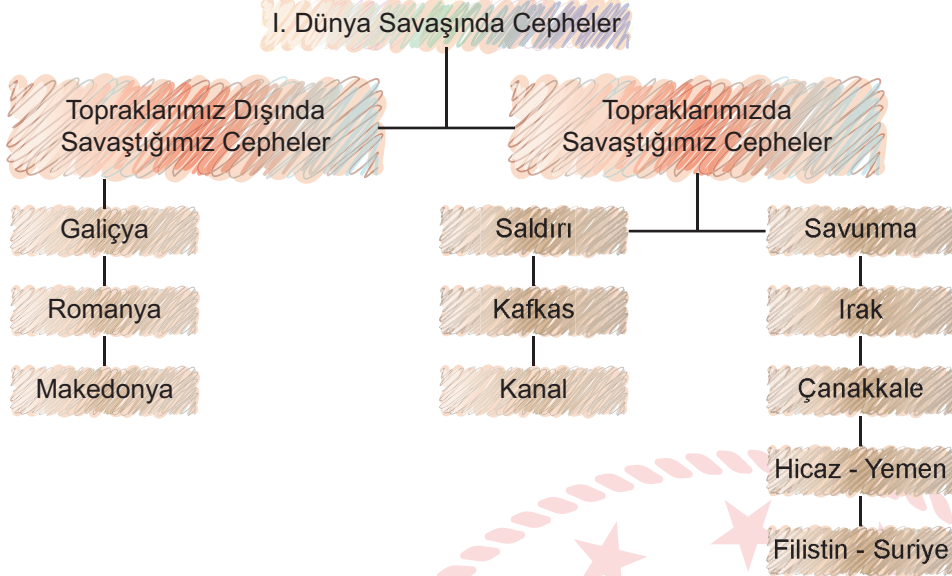 I. Dünya Savaşında Cepheler
Topraklarımız Dışında
Savaştığımız Cepheler
Topraklarımızda
Savaştığımız Cepheler
Galiçya
Saldırı
Savunma
Romanya
Kafkas
Irak
Makedonya
Kanal
Çanakkale
Hicaz - Yemen
Filistin - Suriye